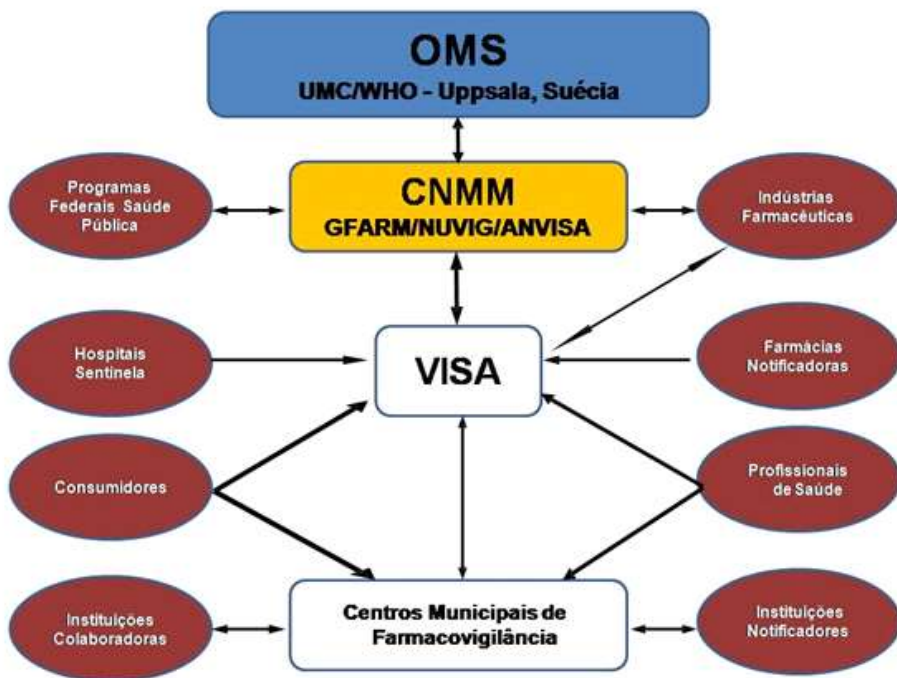 OMS
UMC/WHO - Uppsala, Suécia
Programas
Federais Saúde
Pública
CNMM
GFARM/NUVIG/ANVISA
Indústrias
Farmacêuticas
Hospitais
Sentinela
VISA
Farmácias
Notificadoras
Consumidores
Profissionais
de Saúde
Instituições
Colaboradoras
Centros Municipais de
Farmacovigilância
Instituições
Notificadores